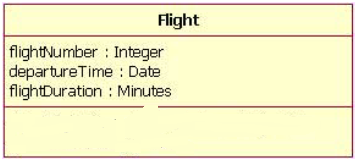 Flight
flightNumber : Integer
departureTime : Date
flightDuration : Minutes